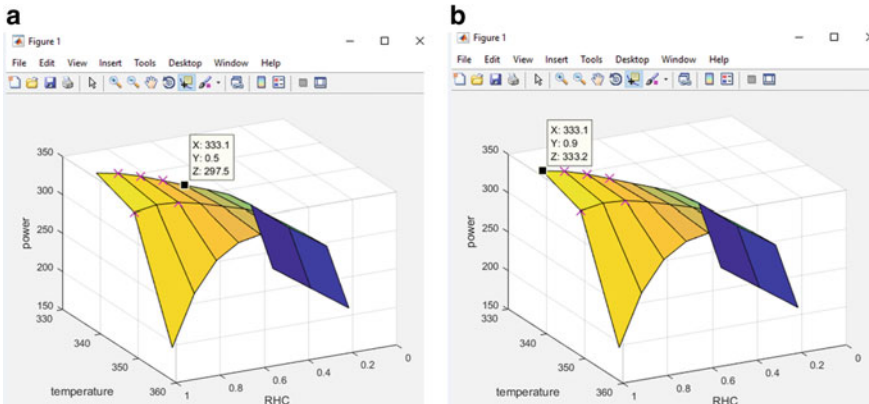 a
Figure 1
File Edit View Insert Tools Desktop Window Help
X: 333.1
Y: 0.5
Z: 297.5
350
300
250
200
150
power
330
340
350
360
temperature
1
0.8
0.6
0.4
0.2
0
RHC
b
Figure 1
File Edit View Insert Tools Desktop Window Help
X: 333.1
Y: 0.9
Z: 333.2
350
300
250
200
150
power
330
340
350
360
temperature
1
0.8
0.6
0.4
0.2
0
RHC